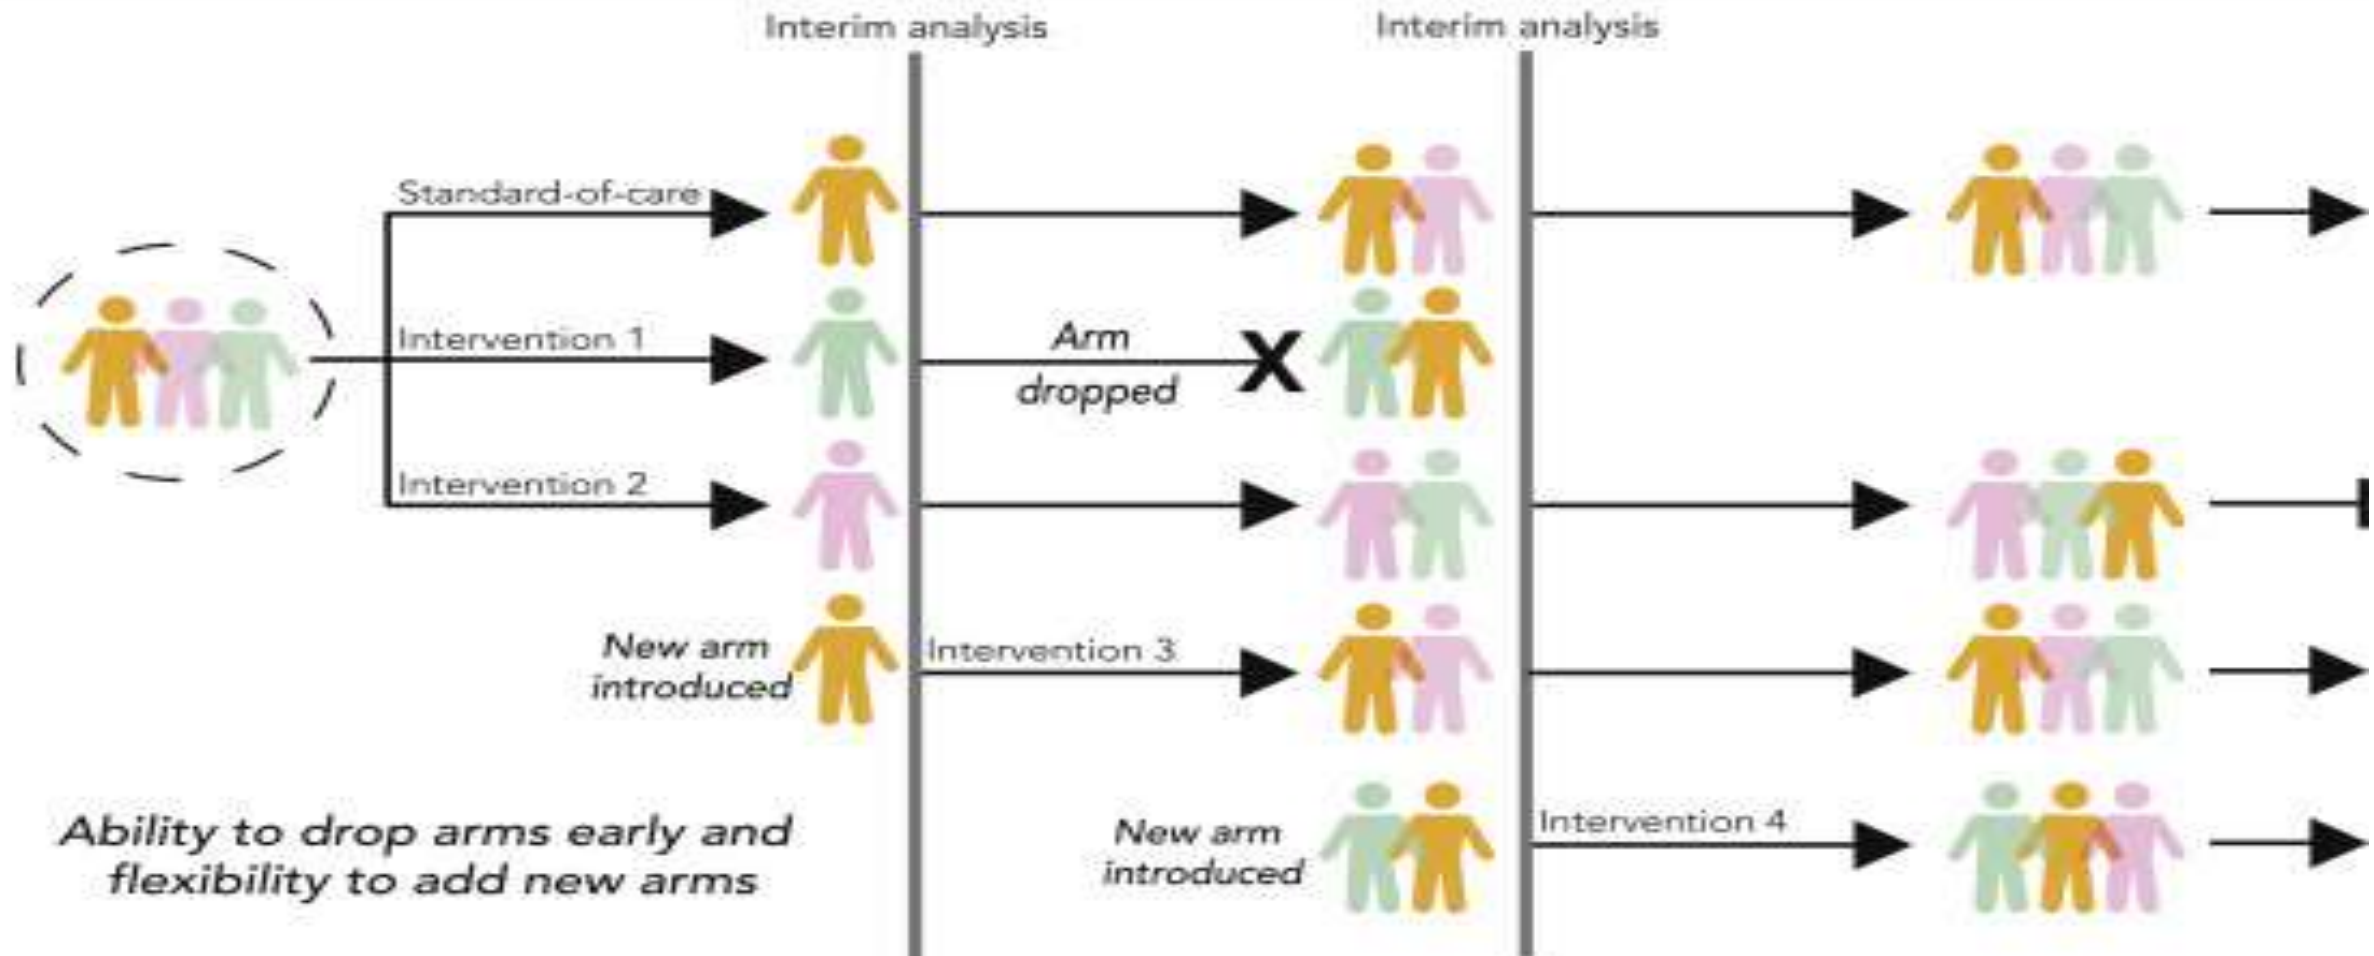 Interim analysis
Interim analysis
Standard-of-care
Intervention 1
Arm
dropped
X
Intervention 2
New arm
introduced
Intervention 3
Ability to drop arms early and
flexibility to add new arms
New arm
introduced
Intervention 4